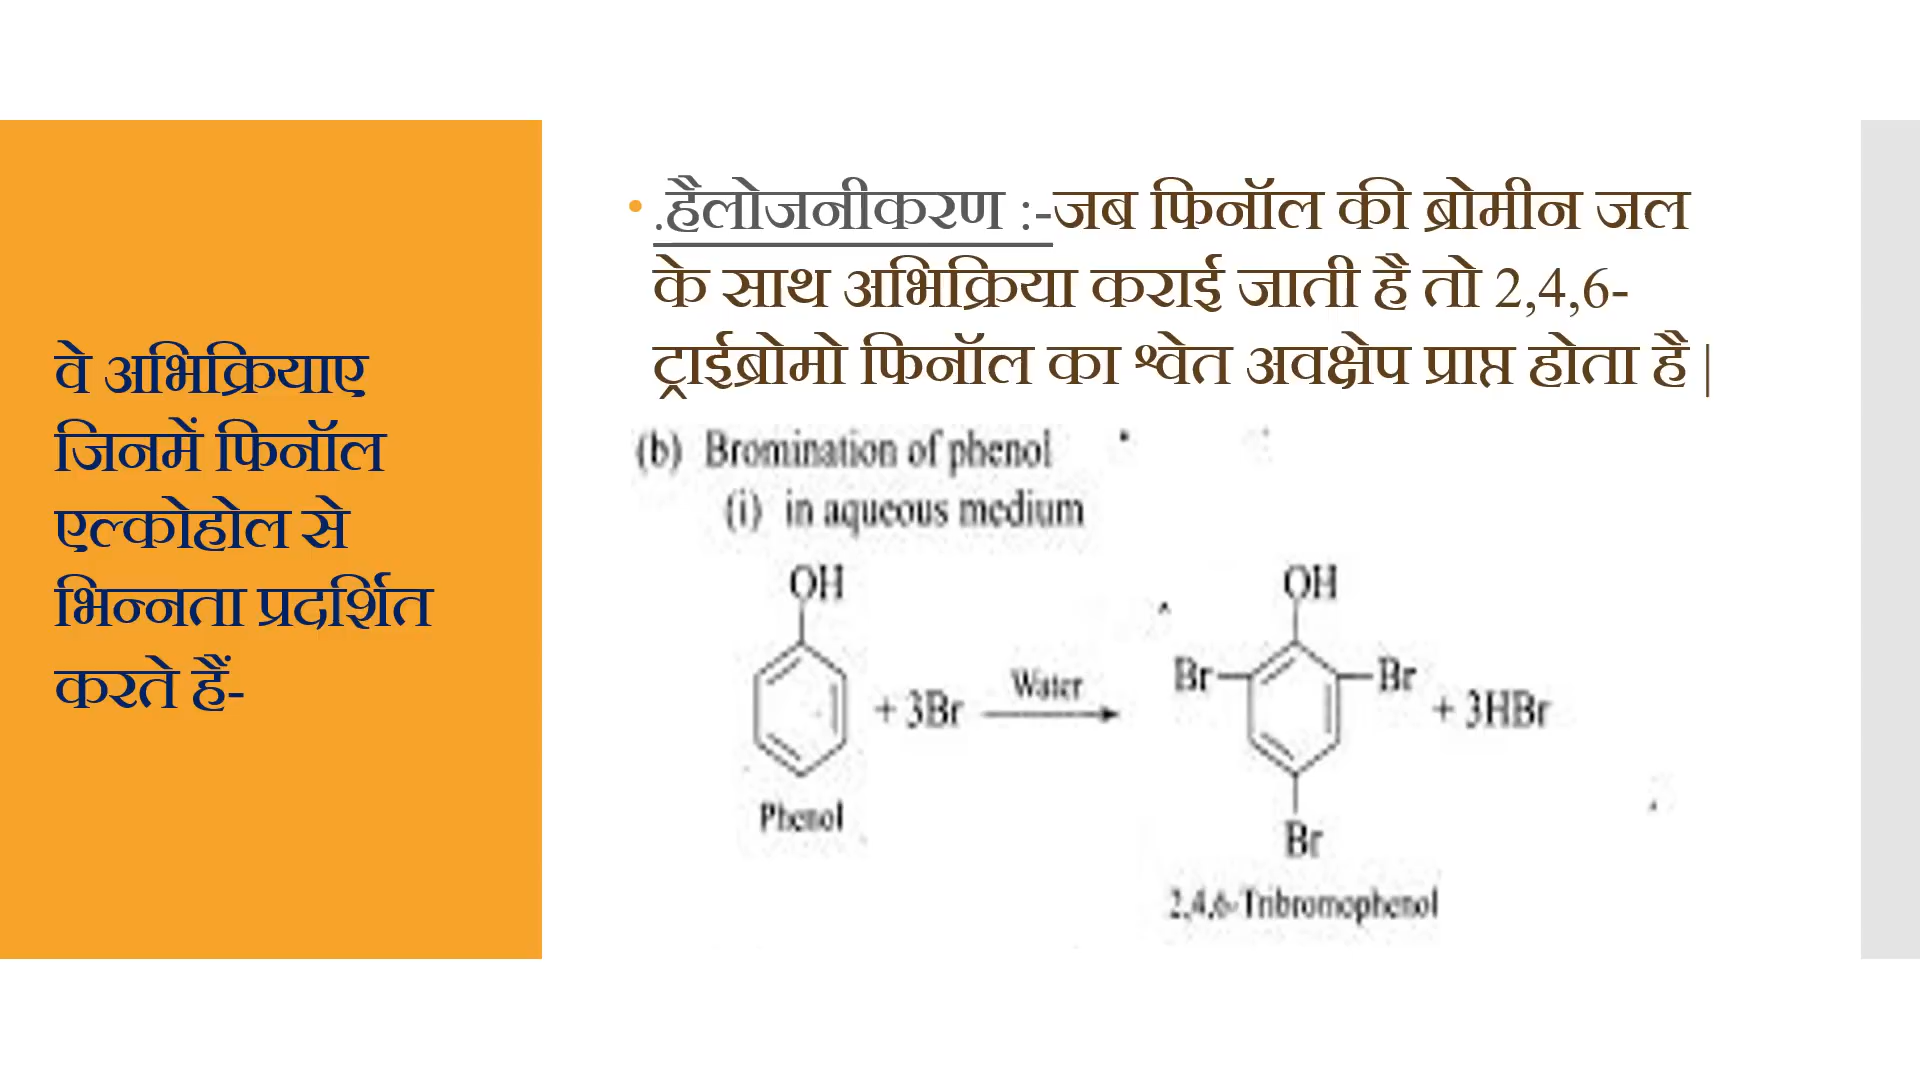 वे अभिक्रियाए
जिनमें फिनॉल
एल्कोहोल से
भिन्नता प्रदर्शित
करते हैं-
• .हैलोजनीकरण :-जब फिनॉल की ब्रोमीन जल
के साथ अभिक्रिया कराई जाती है तो 2,4,6-
ट्राईब्रोमो फिनॉल का श्वेत अवक्षेप प्राप्त होता है |
(b) Bromination of phenol
(i) in aqueous medium
OH
OH
Br
Br
+ 3Br
Water
+ 3HBr
Phenol
Br
2,4,6-Tribromophenol